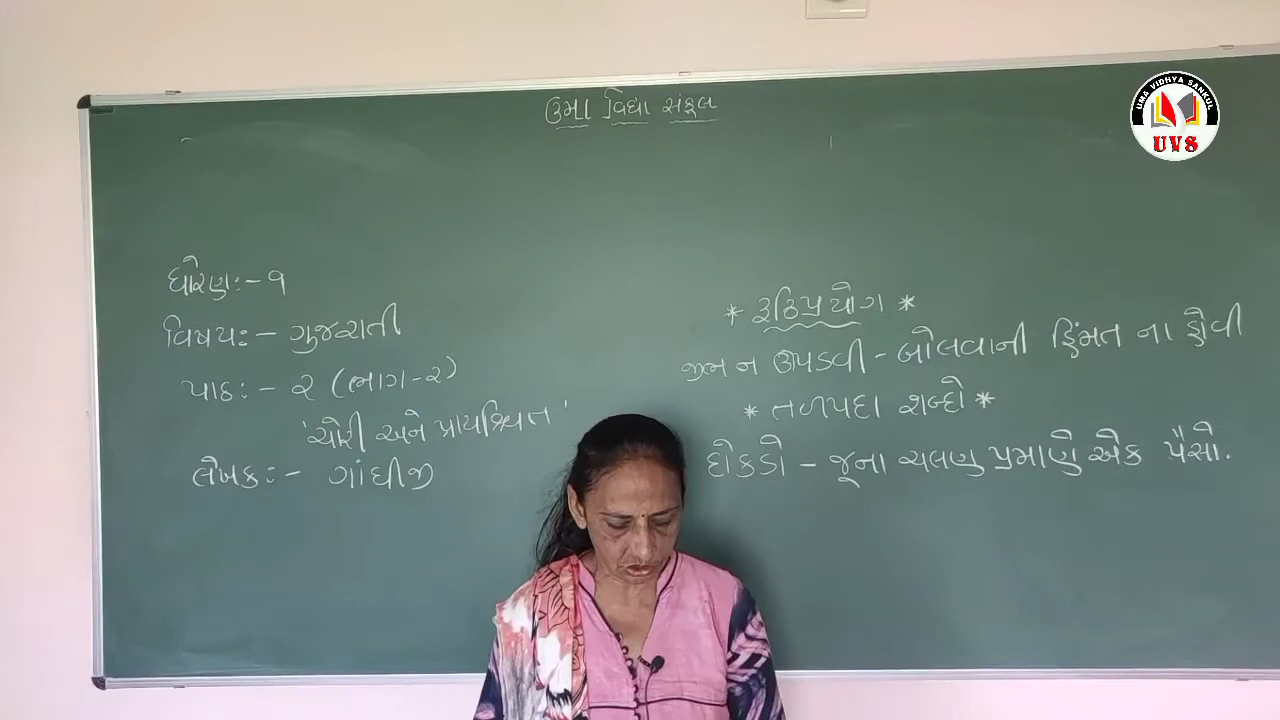 ઉમા વિદ્યા સંકુલ
UMA VIDHYA SANKUL
UVS
ધોરણઃ- ૧
વિષયઃ- ગુજરાતી
પાઠઃ- ૨ (ભાગ-૨)
'ચોરી અને પ્રાયશ્ચિત'
લેખકઃ- ગાંધીજી
* રૂઢિપ્રયોગ *
જીભ ન ઊપડવી - બોલવાની હિંમત ના હોવી
* તળપદા શબ્દો *
દોકડો - જૂના ચલણ પ્રમાણે એક પૈસો.